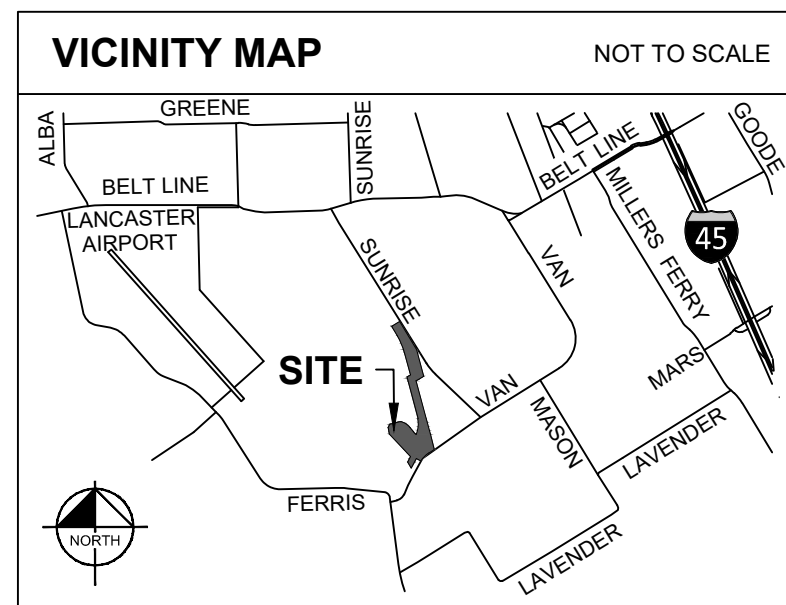 VICINITY MAP
NOT TO SCALE
ALBA
GREENE
SUNRISE
BELT LINE
GOODE
BELT LINE
LANCASTER
AIRPORT
MILLERS FERRY
45
SUNRISE
VAN
SITE
MARS
VAN
MASON
LAVENDER
FERRIS
NORTH
LAVENDER